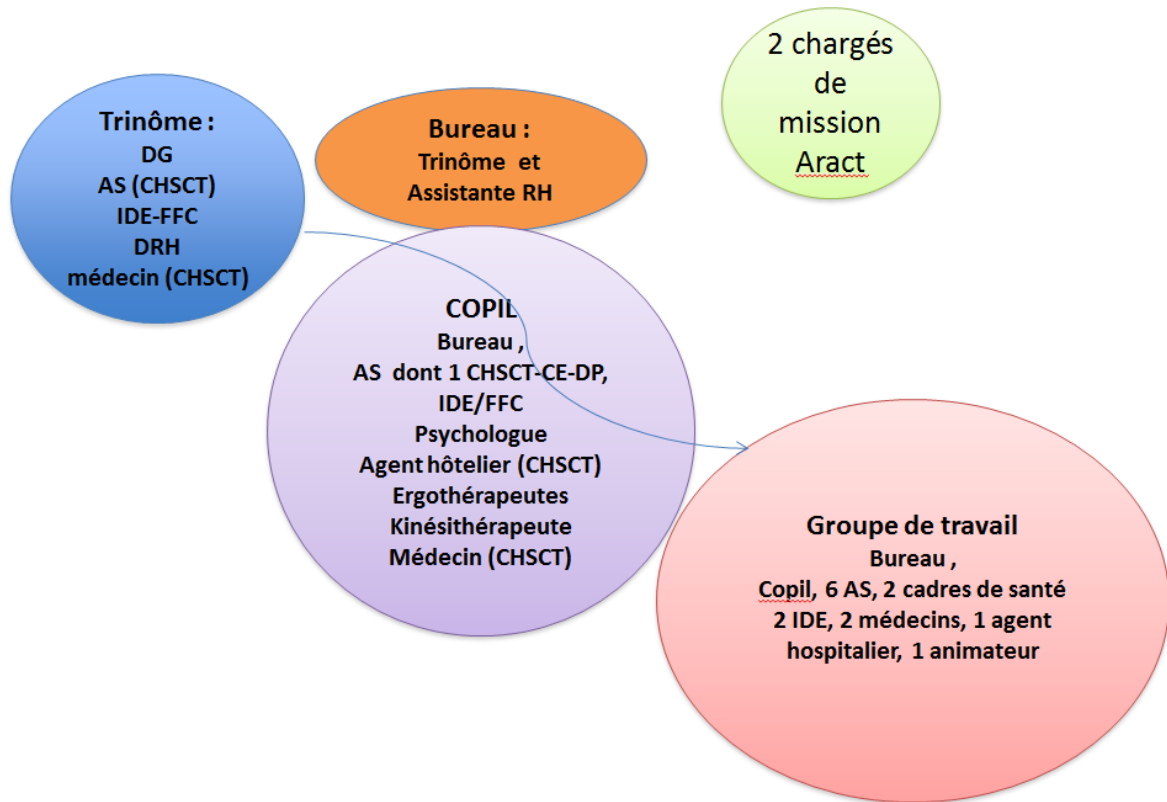 Trinôme :
DG
AS (CHSCT)
IDE-FFC
DRH
médecin (CHSCT)
Bureau :
Trinôme et
Assistante RH
2 chargés
de
mission
Aract
COPIL
Bureau ,
AS dont 1 CHSCT-CE-DP,
IDE/FFC
Psychologue
Agent hôtelier (CHSCT)
Ergothérapeutes
Kinésithérapeute
Médecin (CHSCT)
Groupe de travail
Bureau ,
Copil, 6 AS, 2 cadres de santé
2 IDE, 2 médecins, 1 agent
hospitalier, 1 animateur